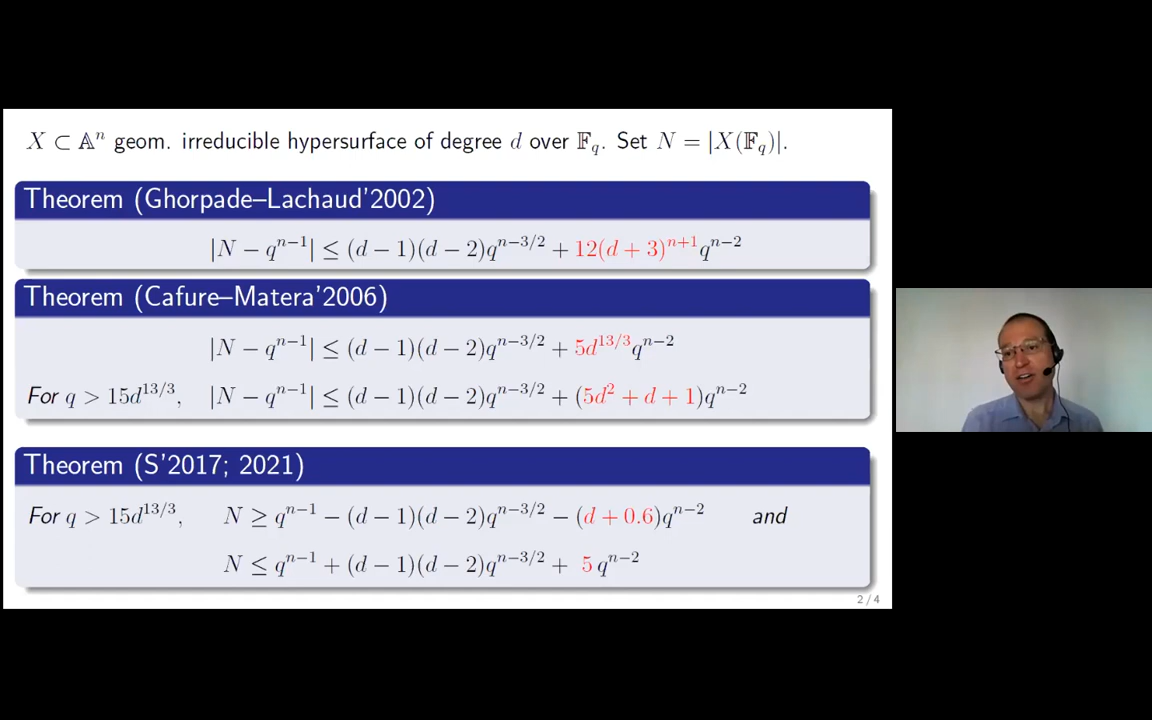 X ⊂ 𝔸^n geom. irreducible hypersurface of degree d over 𝔽_q. Set N = |X(𝔽_q)|.
Theorem (Ghorpade–Lachaud'2002)
|N − q^{n−1}| ≤ (d − 1)(d − 2)q^{n−3/2} + 12(d + 3)^{n+1}q^{n−2}
Theorem (Cafure–Matera'2006)
|N − q^{n−1}| ≤ (d − 1)(d − 2)q^{n−3/2} + 5d^{13/3}q^{n−2}
For q > 15d^{13/3}, |N − q^{n−1}| ≤ (d − 1)(d − 2)q^{n−3/2} + (5d^2 + d + 1)q^{n−2}
Theorem (S'2017; 2021)
For q > 15d^{13/3}, N ≥ q^{n−1} − (d − 1)(d − 2)q^{n−3/2} − (d + 0.6)q^{n−2} and
N ≤ q^{n−1} + (d − 1)(d − 2)q^{n−3/2} + 5 q^{n−2}
2 / 4